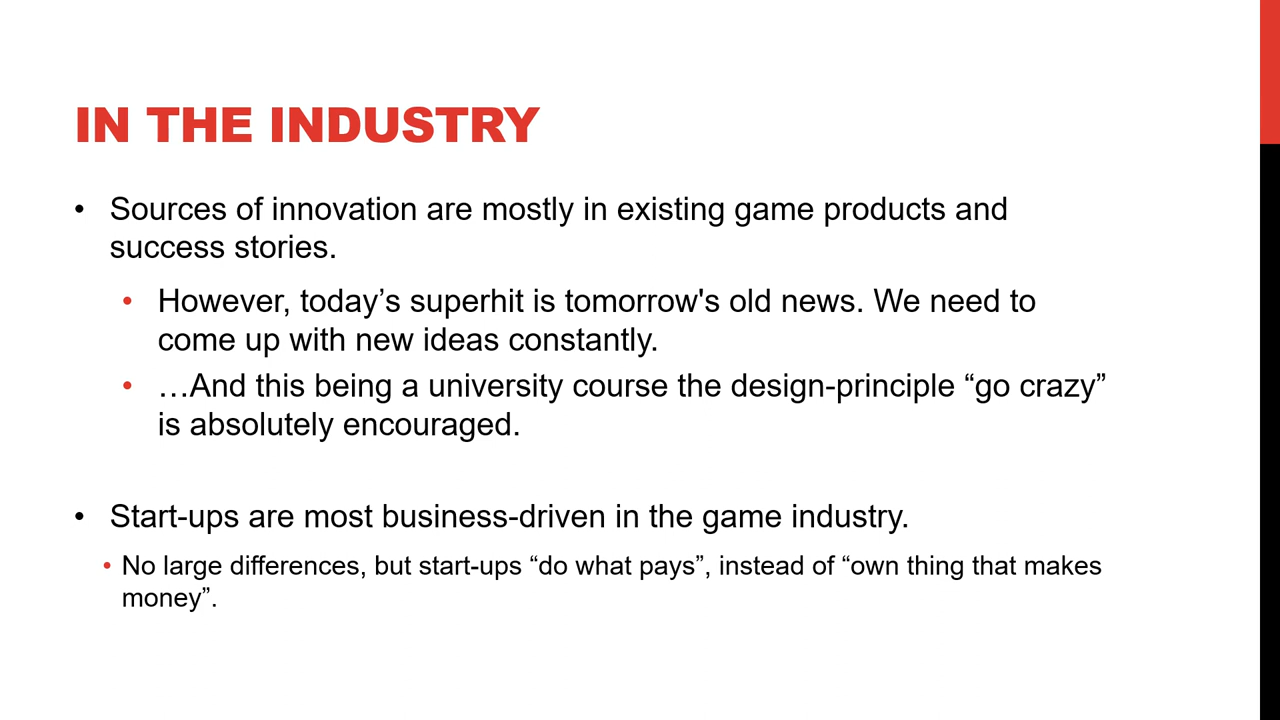 IN THE INDUSTRY
• Sources of innovation are mostly in existing game products and
success stories.
• However, today’s superhit is tomorrow's old news. We need to
come up with new ideas constantly.
• …And this being a university course the design-principle “go crazy”
is absolutely encouraged.
• Start-ups are most business-driven in the game industry.
• No large differences, but start-ups “do what pays”, instead of “own thing that makes
money”.